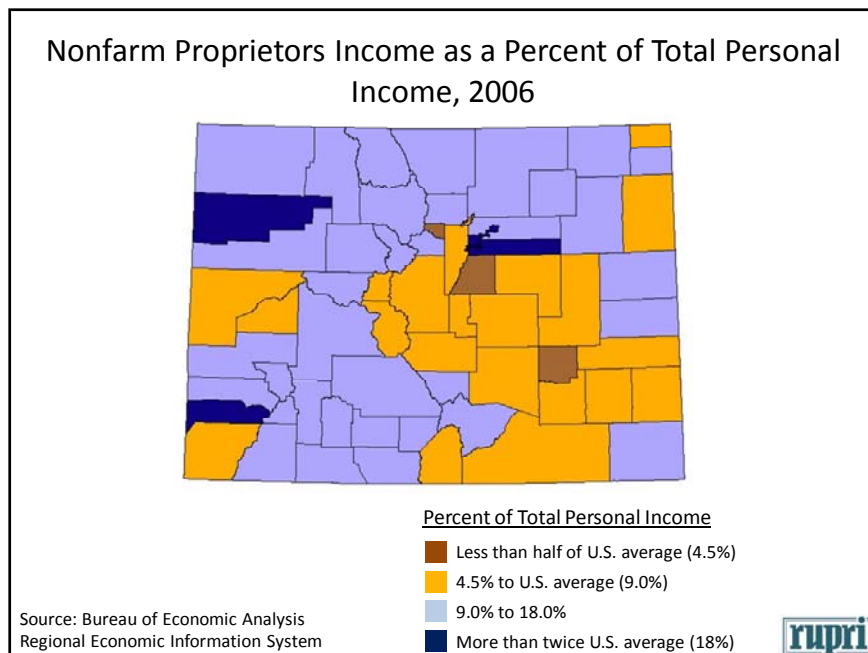 Nonfarm Proprietors Income as a Percent of Total Personal
Income, 2006
Percent of Total Personal Income
Less than half of U.S. average (4.5%)
4.5% to U.S. average (9.0%)
9.0% to 18.0%
More than twice U.S. average (18%)
Source: Bureau of Economic Analysis
Regional Economic Information System
rupri